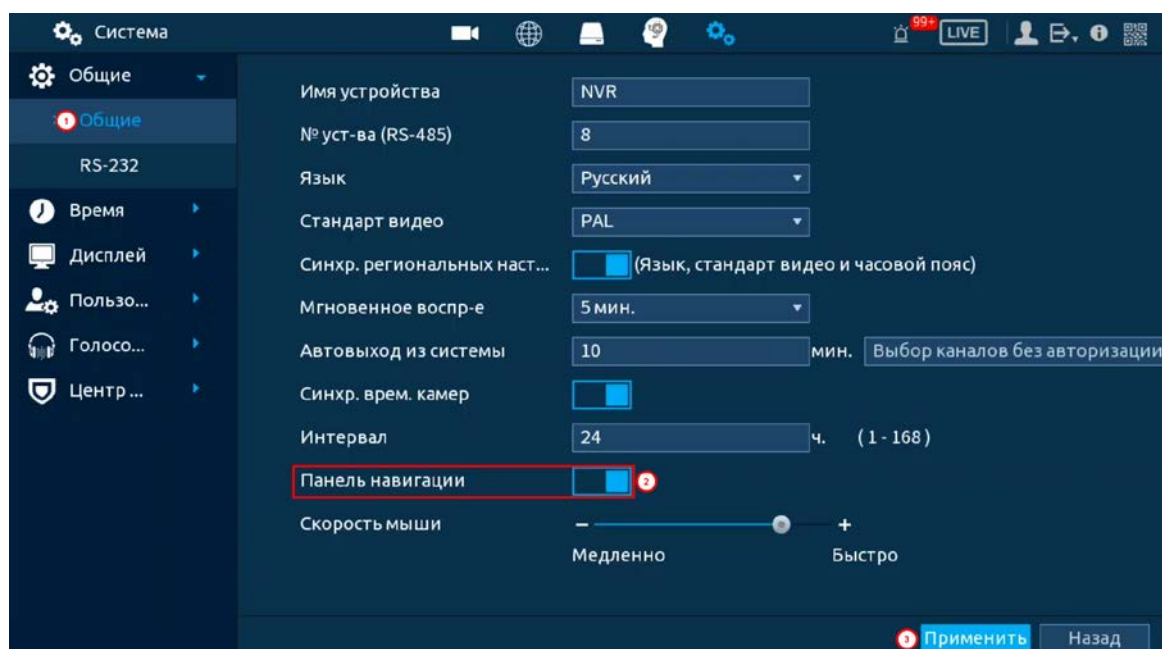 Система
99+
LIVE
Общие
1 Общие
RS-232
Время
Дисплей
Пользо...
Голосо...
Центр ...
Имя устройства NVR
№ уст-ва (RS-485) 8
Язык Русский
Стандарт видео PAL
Синхр. региональных наст... (Язык, стандарт видео и часовой пояс)
Мгновенное воспр-е 5 мин.
Автовыход из системы 10 мин. Выбор каналов без авторизации
Синхр. врем. камер
Интервал 24 ч. (1 - 168)
Панель навигации 2
Скорость мыши - +
Медленно Быстро
3 Применить Назад